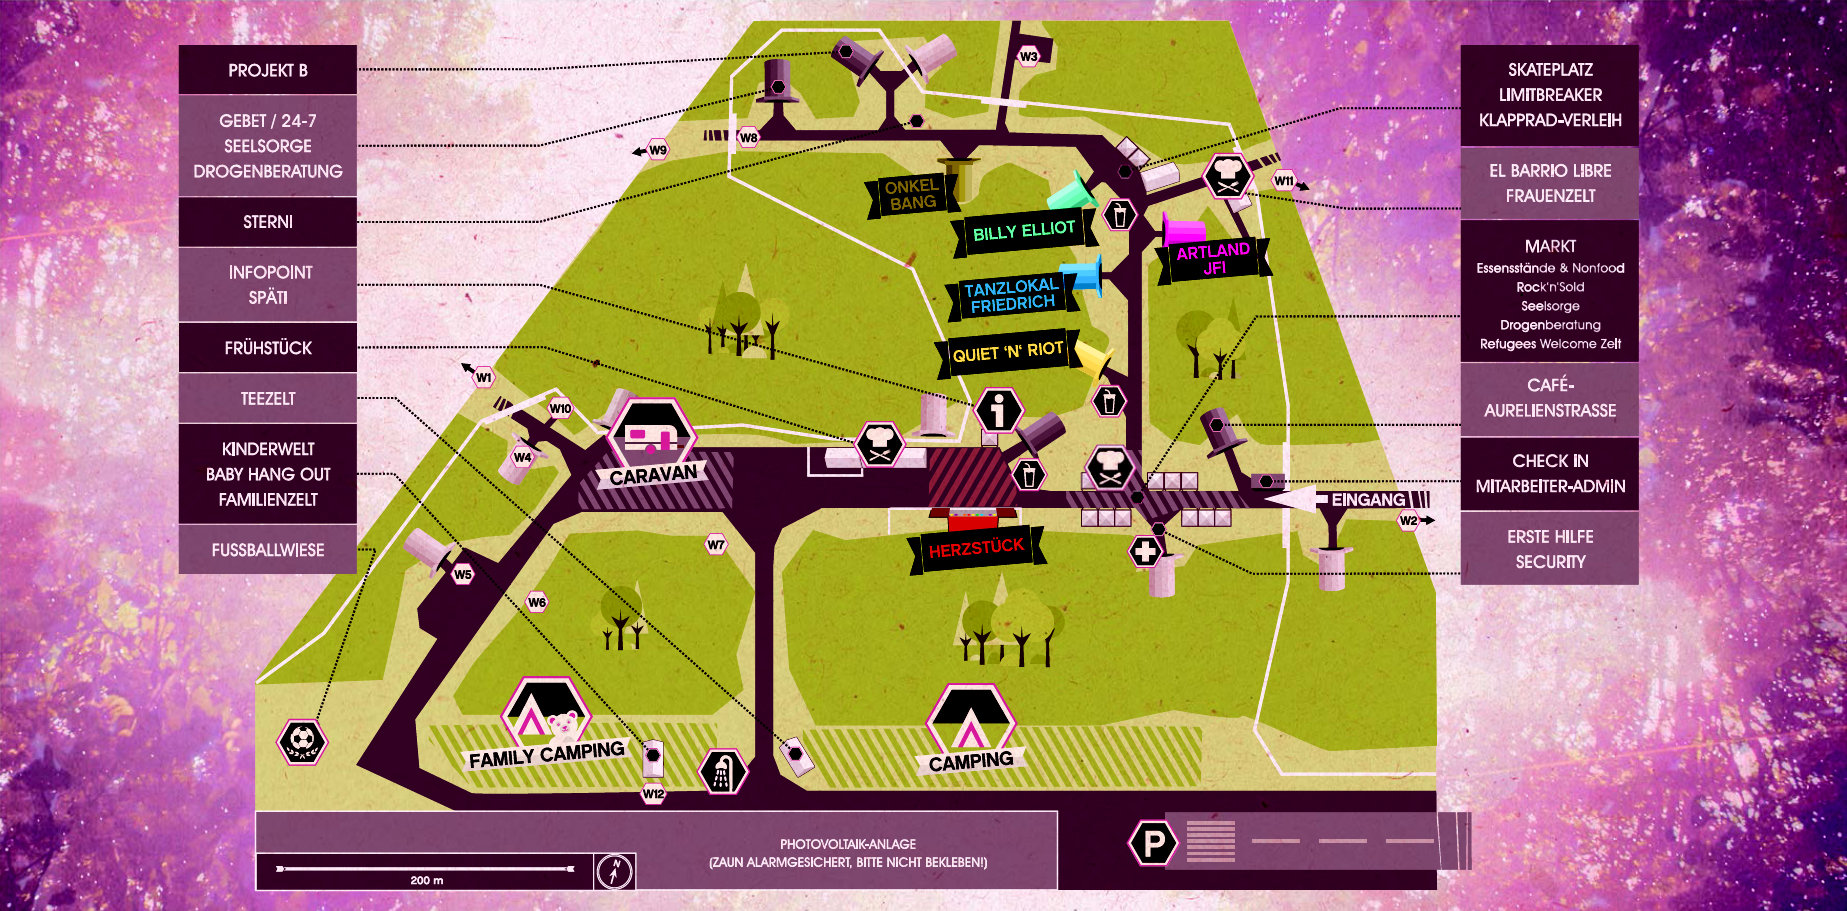 PROJEKT B
GEBET / 24-7
SEELSORGE
DROGENBERATUNG
STERNI
INFOPOINT
SPÄTI
FRÜHSTÜCK
TEEZELT
KINDERWELT
BABY HANG OUT
FAMILIENZELT
FUSSBALLWIESE
W3
W8
W9
W11
ONKEL
BANG
BILLY ELLIOT
ARTLAND
JFI
TANZLOKAL
FRIEDRICH
QUIET 'N' RIOT
W1
W10
W4
CARAVAN
EINGANG
W2
HERZSTÜCK
W7
W5
W6
FAMILY CAMPING
CAMPING
W12
PHOTOVOLTAIK-ANLAGE
(ZAUN ALARMGESICHERT, BITTE NICHT BEKLEBEN!)
200 m
N
P
SKATEPLATZ
LIMITBREAKER
KLAPPRAD-VERLEIH
EL BARRIO LIBRE
FRAUENZELT
MARKT
Essensstände & Nonfood
Rock'n'Sold
Seelsorge
Drogenberatung
Refugees Welcome Zelt
CAFÉ-
AURELIENSTRASSE
CHECK IN
MITARBEITER-ADMIN
ERSTE HILFE
SECURITY